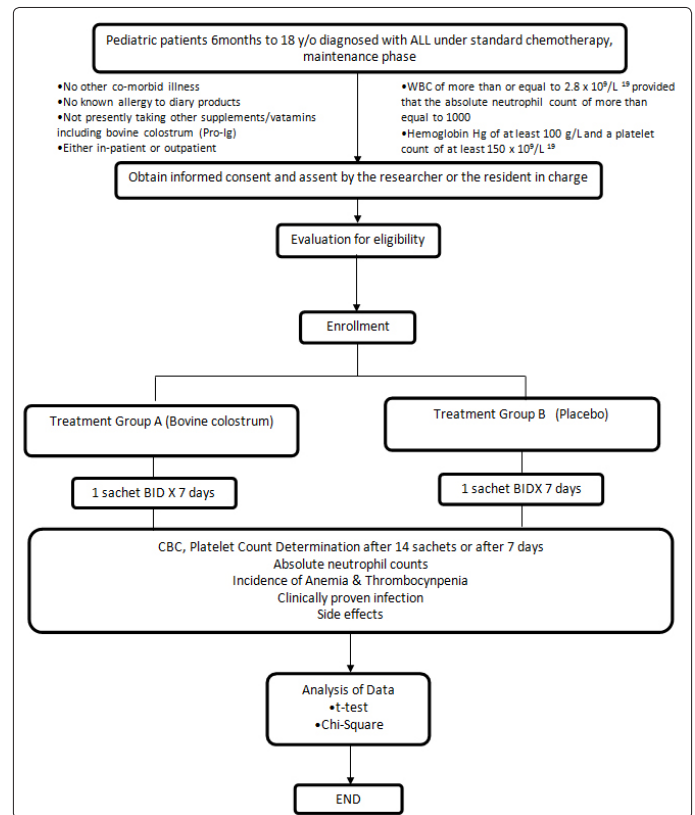 Pediatric patients 6months to 18 y/o diagnosed with ALL under standard chemotherapy,
maintenance phase
•No other co-morbid illness
•No known allergy to diary products
•Not presently taking other supplements/vatamins
including bovine colostrum (Pro-Ig)
•Either in-patient or outpatient
•WBC of more than or equal to 2.8 x 10⁹/L ¹⁹ provided
that the absolute neutrophil count of more than
equal to 1000
•Hemoglobin Hg of at least 100 g/L and a platelet
count of at least 150 x 10⁹/L ¹⁹
Obtain informed consent and assent by the researcher or the resident in charge
Evaluation for eligibility
Enrollment
Treatment Group A (Bovine colostrum)
Treatment Group B (Placebo)
1 sachet BID X 7 days
1 sachet BIDX 7 days
CBC, Platelet Count Determination after 14 sachets or after 7 days
Absolute neutrophil counts
Incidence of Anemia & Thrombocynpenia
Clinically proven infection
Side effects
Analysis of Data
•t-test
•Chi-Square
END